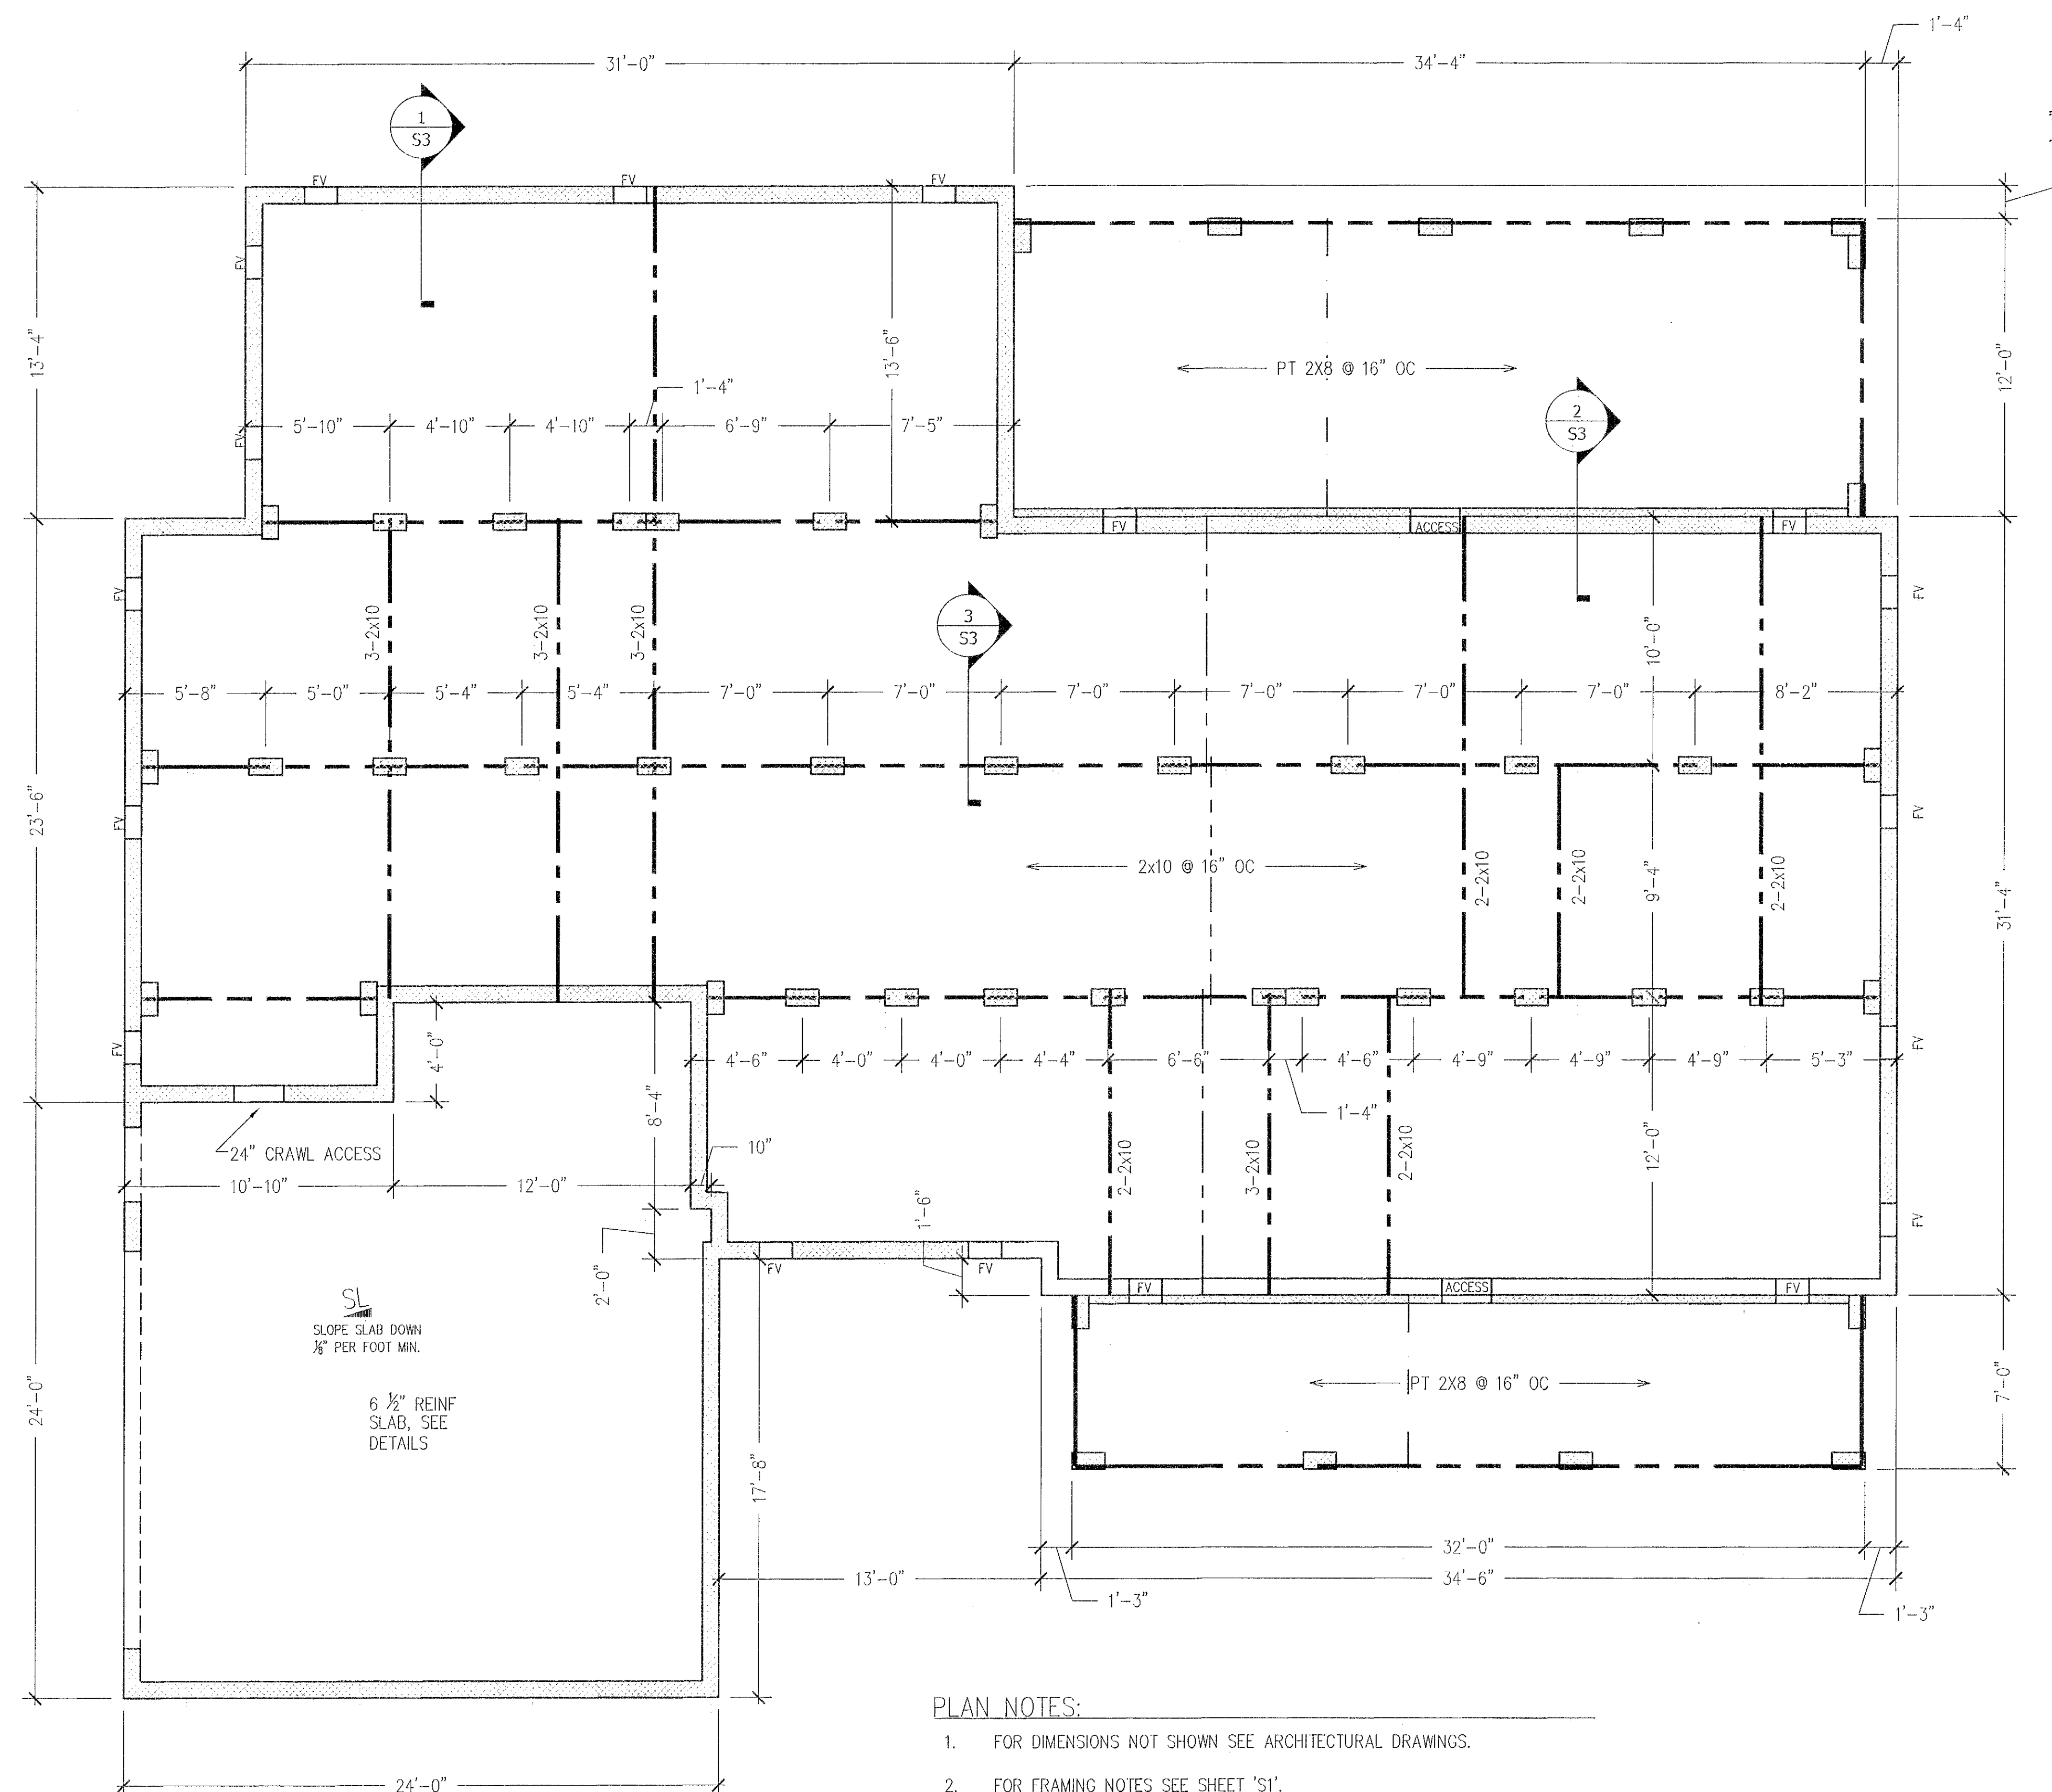 1'-4"
31'-0"
34'-4"
1
S3
FV
FV
FV
FV
13'-4"
13'-6"
PT 2X8 @ 16" OC
12'-0"
1'-4"
2
S3
5'-10"
4'-10"
4'-10"
6'-9"
7'-5"
FV
FV
ACCESS
FV
FV
FV
3-2x10
3-2x10
3-2x10
3
S3
10'-0"
5'-8"
5'-0"
5'-4"
5'-4"
7'-0"
7'-0"
7'-0"
7'-0"
7'-0"
7'-0"
8'-2"
23'-6"
FV
FV
2x10 @ 16" OC
2-2x10
2-2x10
9'-4"
2-2x10
31'-4"
FV
FV
4'-0"
4'-6"
4'-0"
4'-0"
4'-4"
6'-6"
4'-6"
4'-9"
4'-9"
4'-9"
5'-3"
8'-4"
1'-4"
24" CRAWL ACCESS
10"
2-2x10
3-2x10
2-2x10
12'-0"
10'-10"
12'-0"
1'-6"
FV
2'-0"
FV
FV
FV
ACCESS
FV
SL
SLOPE SLAB DOWN
⅛" PER FOOT MIN.
24'-0"
6 ½" REINF
SLAB, SEE
DETAILS
PT 2X8 @ 16" OC
7'-0"
17'-8"
32'-0"
13'-0"
34'-6"
1'-3"
1'-3"
PLAN NOTES:
1. FOR DIMENSIONS NOT SHOWN SEE ARCHITECTURAL DRAWINGS.
24'-0"
2. FOR FRAMING NOTES SEE SHEET 'S1'.